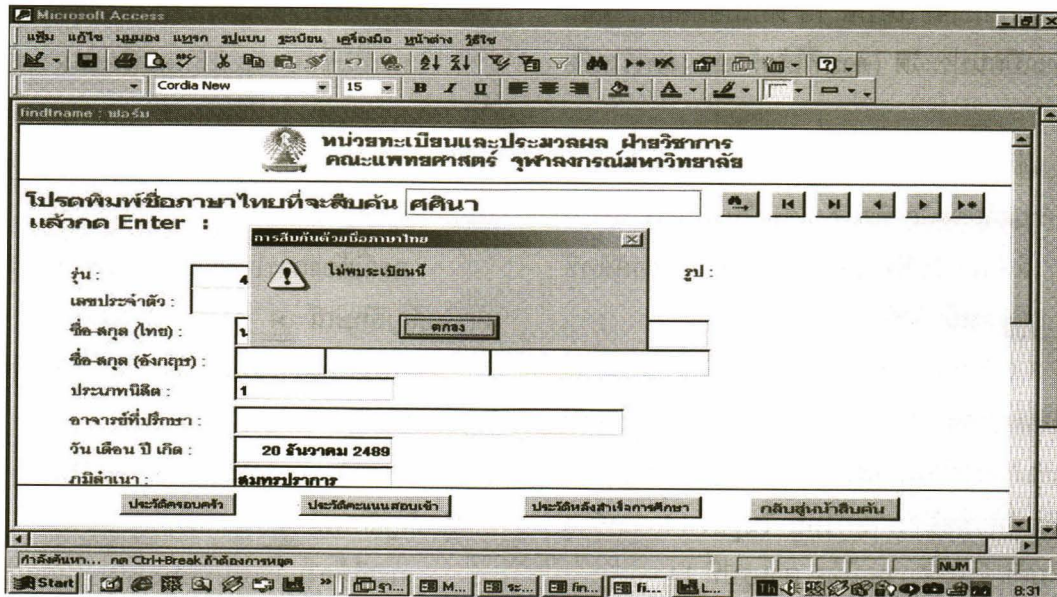 Microsoft Access
แฟ้ม แก้ไข มุมมอง แทรก รูปแบบ ระเบียน เครื่องมือ หน้าต่าง วิธีใช้
Cordia New 15 B I U
findtname : ฟอร์ม
หน่วยทะเบียนและประมวลผล ฝ่ายวิชาการ
คณะแพทยศาสตร์ จุฬาลงกรณ์มหาวิทยาลัย
โปรดพิมพ์ชื่อภาษาไทยที่จะสืบค้น ศศินา
แล้วกด Enter :
การสืบค้นด้วยชื่อภาษาไทย
ไม่พบระเบียนนี้
ตกลง
รุ่น : 4
รูป :
เลขประจำตัว :
ชื่อ-สกุล (ไทย) :
ชื่อ-สกุล (อังกฤษ) :
ประเภทนิสิต : 1
อาจารย์ที่ปรึกษา :
วัน เดือน ปี เกิด : 20 ธันวาคม 2489
ภูมิลำเนา : สมุทรปราการ
ประวัติครอบครัว ประวัติคะแนนสอบเข้า ประวัติหลังสำเร็จการศึกษา กลับสู่หน้าสืบค้น
กำลังค้นหา... กด Ctrl+Break ถ้าต้องการหยุด NUM
Start รา... M... ระ... fin... fi... L... Th 8:31